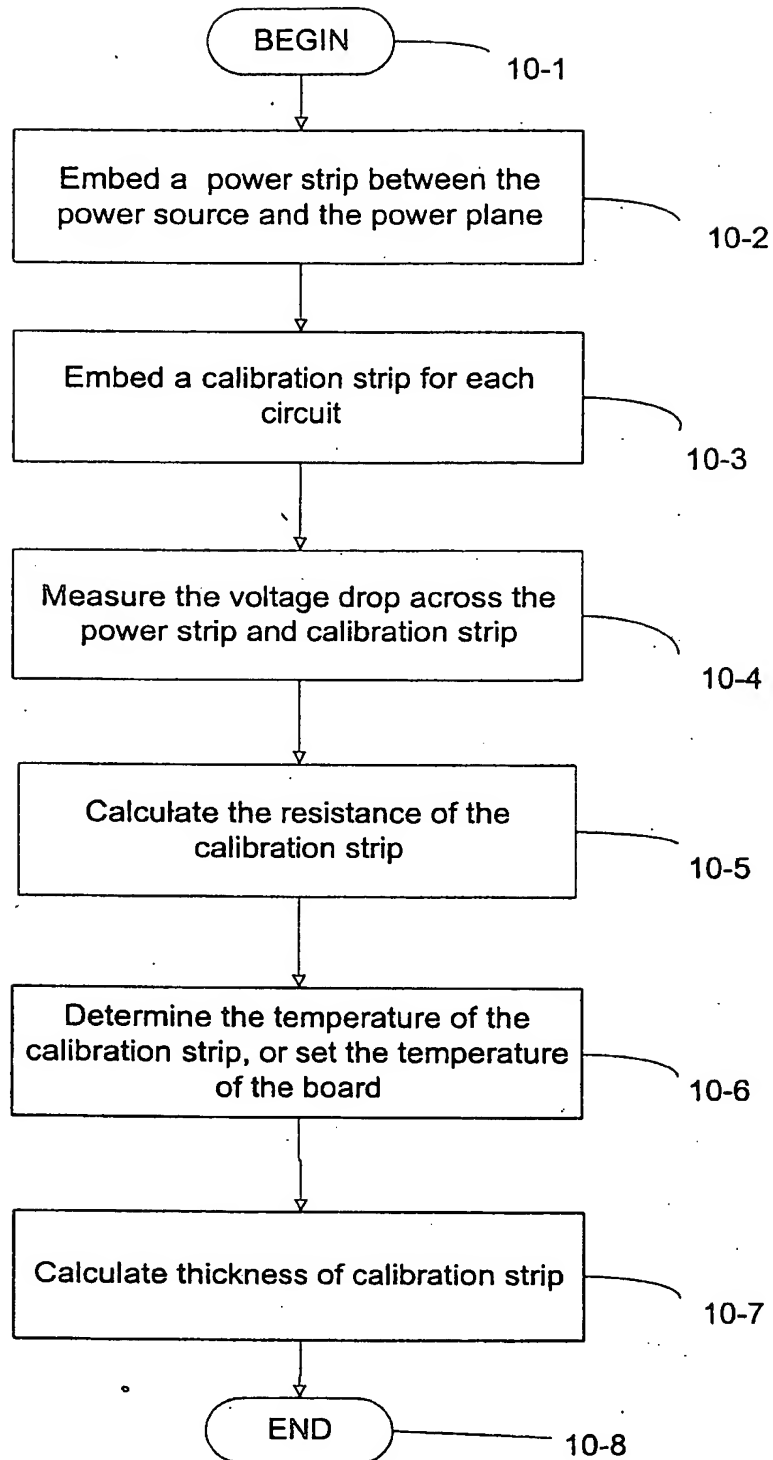 BEGIN
10-1
Embed a power strip between the
power source and the power plane
10-2
Embed a calibration strip for each
circuit
10-3
Measure the voltage drop across the
power strip and calibration strip
10-4
Calculate the resistance of the
calibration strip
10-5
Determine the temperature of the
calibration strip, or set the temperature
of the board
10-6
Calculate thickness of calibration strip
10-7
END
10-8